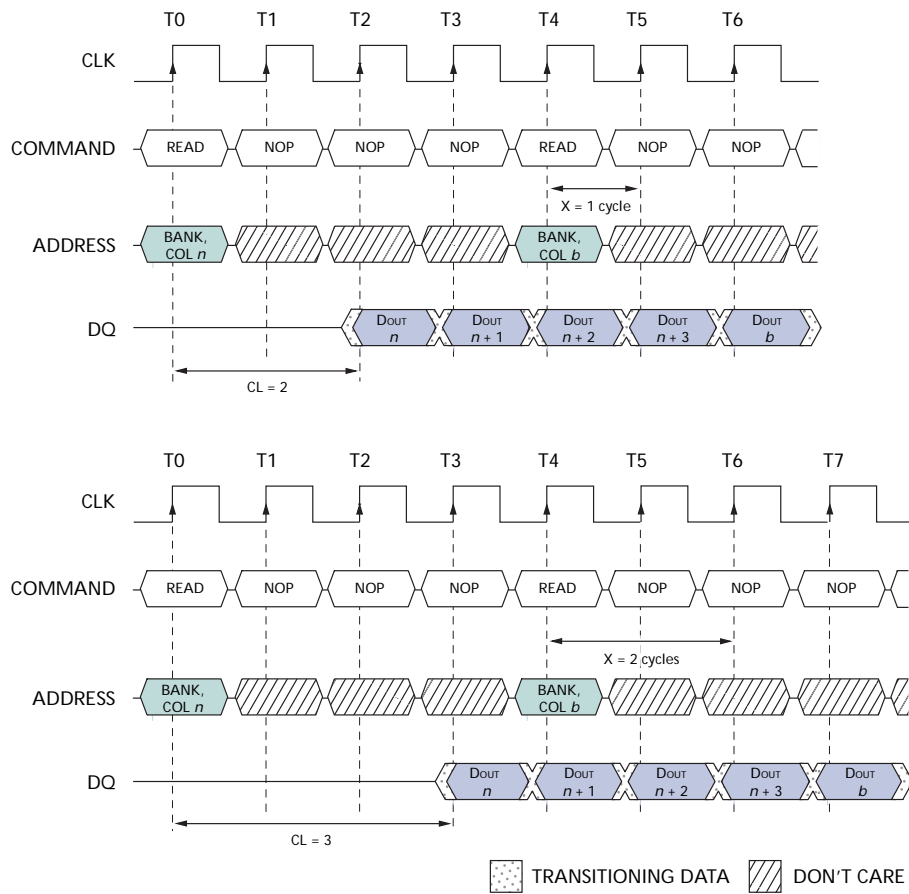 T0 T1 T2 T3 T4 T5 T6
CLK
COMMAND READ NOP NOP NOP READ NOP NOP
X = 1 cycle
ADDRESS BANK, COL n BANK, COL b
DQ DOUT n DOUT n + 1 DOUT n + 2 DOUT n + 3 DOUT b
CL = 2
T0 T1 T2 T3 T4 T5 T6 T7
CLK
COMMAND READ NOP NOP NOP READ NOP NOP NOP
X = 2 cycles
ADDRESS BANK, COL n BANK, COL b
DQ DOUT n DOUT n + 1 DOUT n + 2 DOUT n + 3 DOUT b
CL = 3
TRANSITIONING DATA DON'T CARE